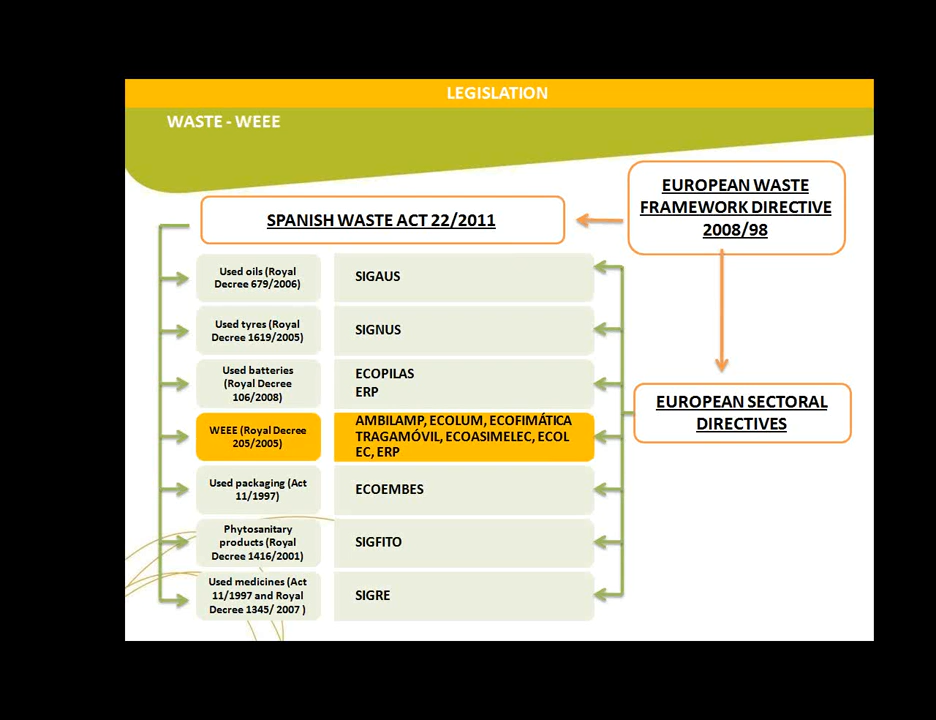 LEGISLATION
WASTE - WEEE
EUROPEAN WASTE
FRAMEWORK DIRECTIVE
2008/98
SPANISH WASTE ACT 22/2011
Used oils (Royal
Decree 679/2006)
SIGAUS
Used tyres (Royal
Decree 1619/2005)
SIGNUS
Used batteries
(Royal Decree
106/2008)
ECOPILAS
ERP
EUROPEAN SECTORAL
DIRECTIVES
WEEE (Royal Decree
205/2005)
AMBILAMP, ECOLUM, ECOFIMÁTICA
TRAGAMÓVIL, ECOASIMELEC, ECOL
EC, ERP
Used packaging (Act
11/1997)
ECOEMBES
Phytosanitary
products (Royal
Decree 1416/2001)
SIGFITO
Used medicines (Act
11/1997 and Royal
Decree 1345/ 2007 )
SIGRE